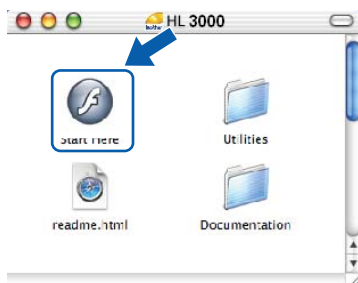 HL 3000
Start Here
Utilities
readme.html
Documentation